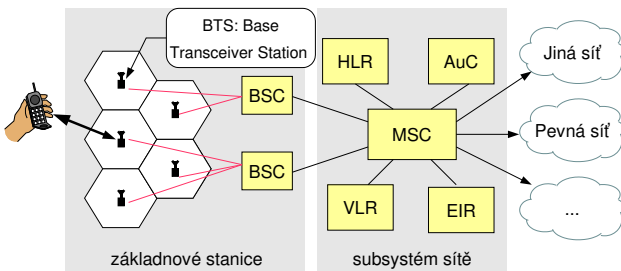 BTS: Base
Transceiver Station
HLR
AuC
Jiná síť
BSC
MSC
Pevná síť
BSC
VLR
EIR
...
základnové stanice
subsystém sítě